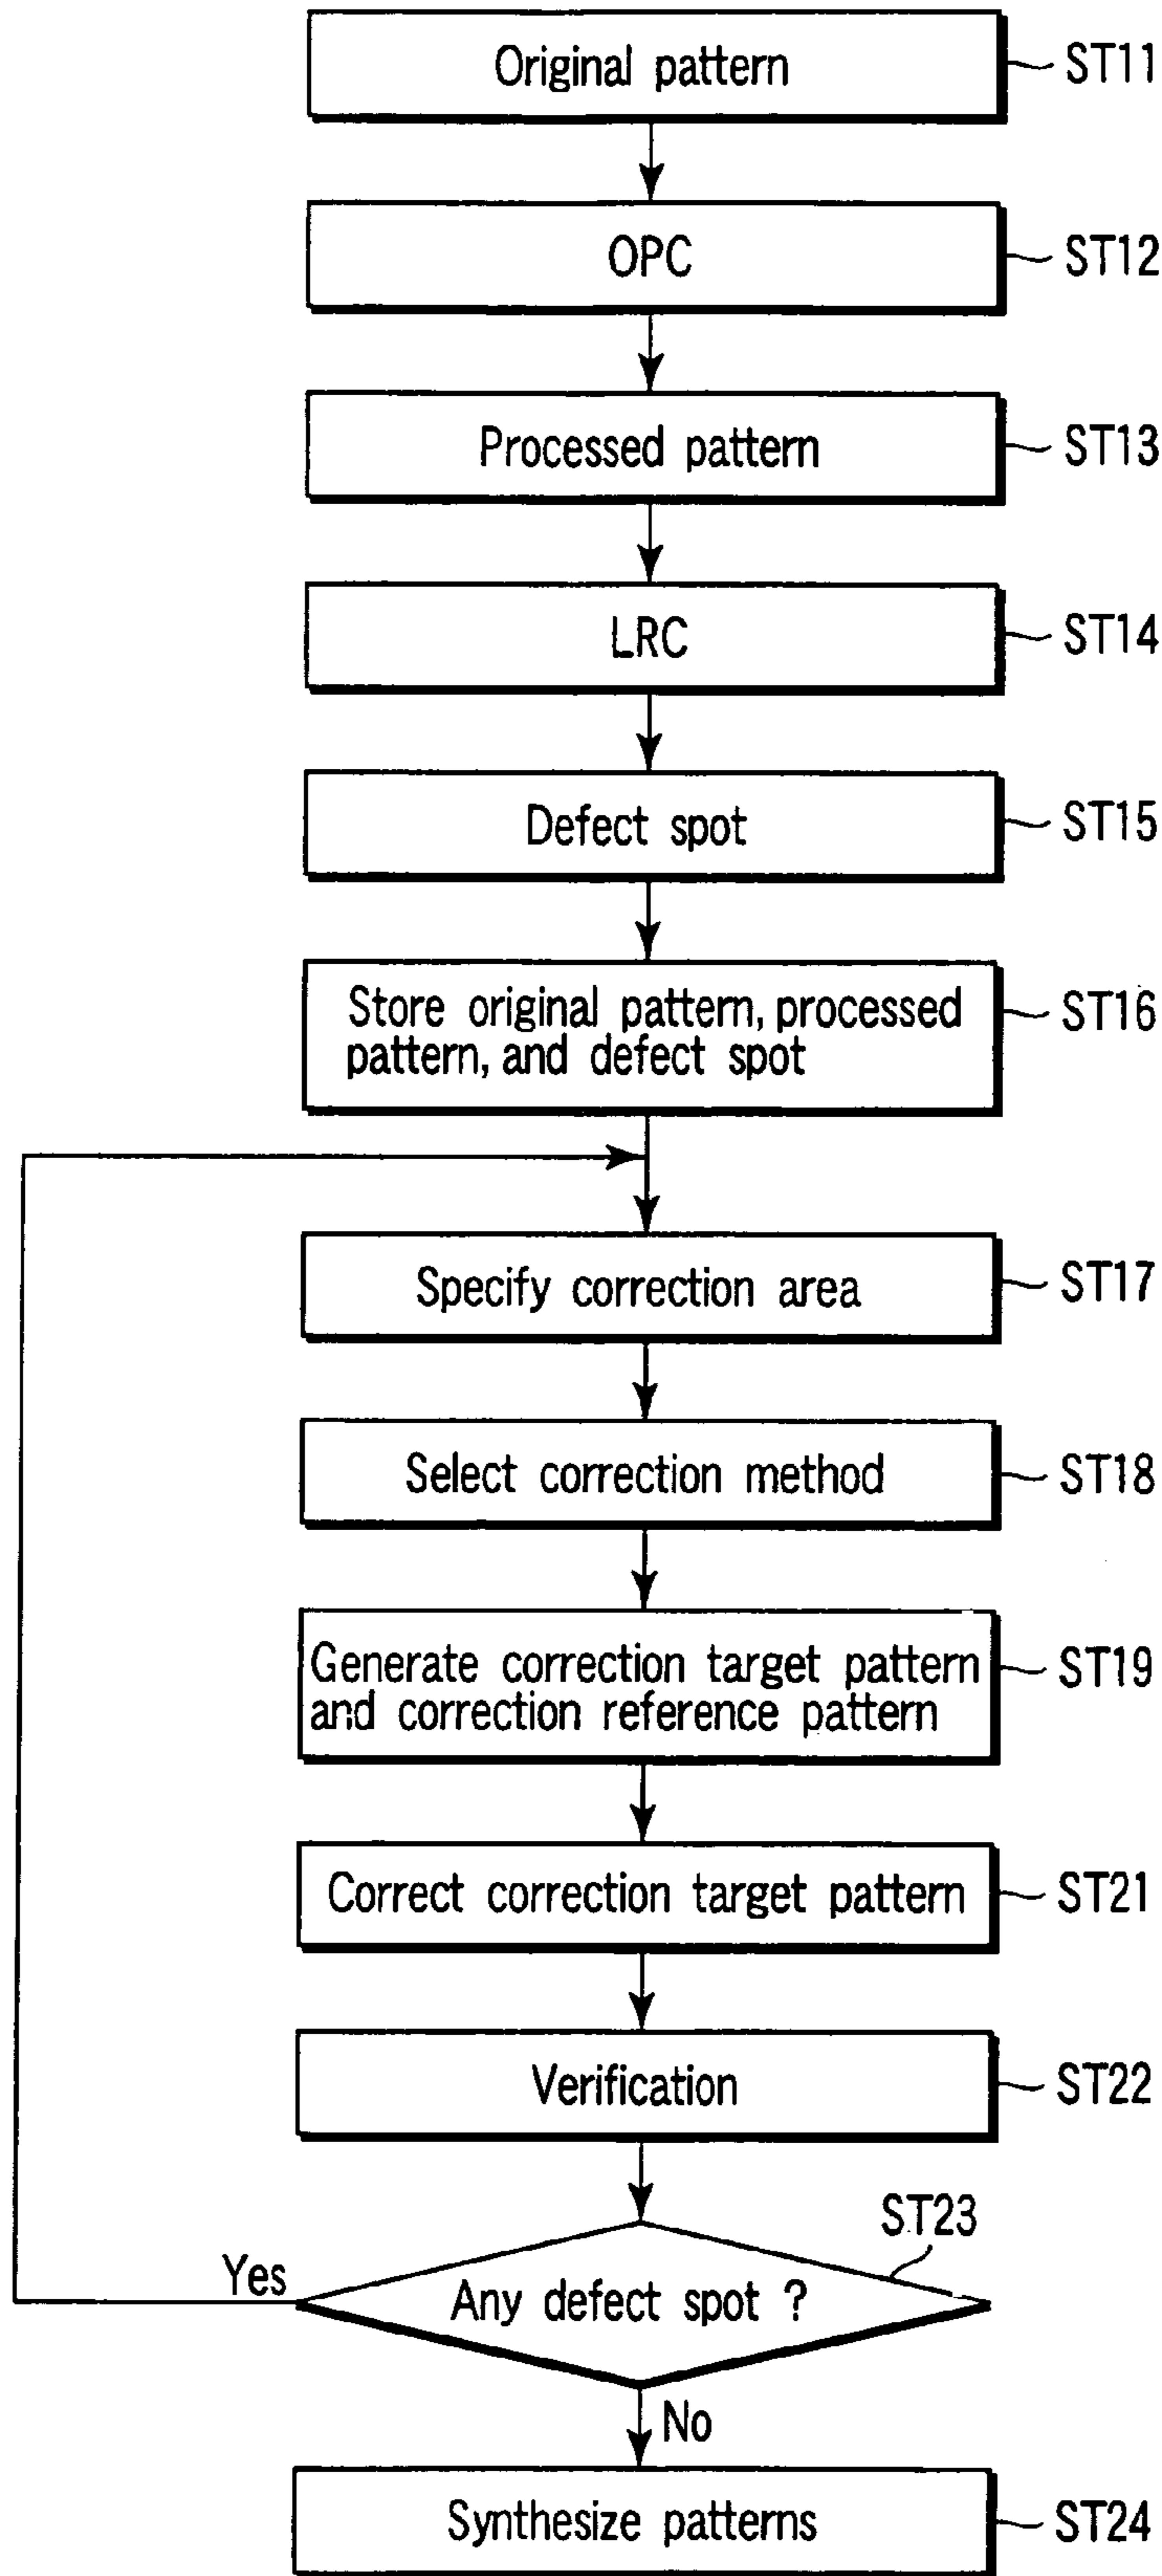 Original pattern
ST11
OPC
ST12
Processed pattern
ST13
LRC
ST14
Defect spot
ST15
Store original pattern, processed
pattern, and defect spot
ST16
Specify correction area
ST17
Select correction method
ST18
Generate correction target pattern
and correction reference pattern
ST19
Correct correction target pattern
ST21
Verification
ST22
ST23
Yes
Any defect spot ?
No
Synthesize patterns
ST24